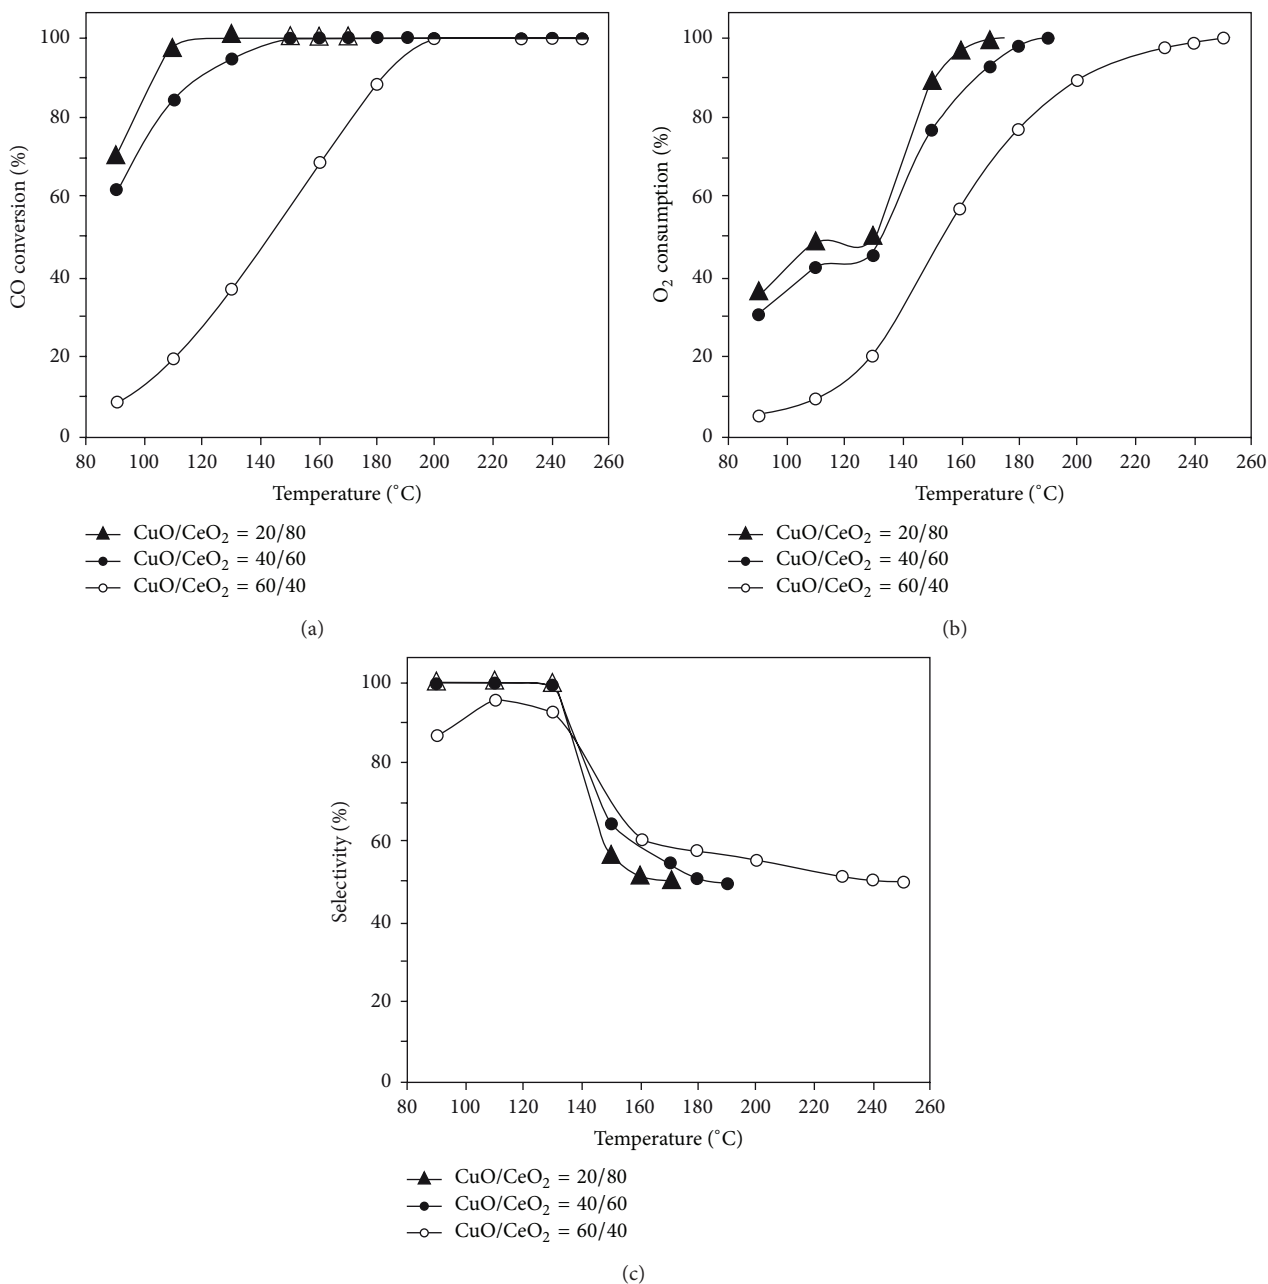 CO conversion (%)
100
80
60
40
20
0
80 100 120 140 160 180 200 220 240 260
Temperature (°C)
CuO/CeO₂ = 20/80
CuO/CeO₂ = 40/60
CuO/CeO₂ = 60/40
(a)
O₂ consumption (%)
100
80
60
40
20
0
80 100 120 140 160 180 200 220 240 260
Temperature (°C)
CuO/CeO₂ = 20/80
CuO/CeO₂ = 40/60
CuO/CeO₂ = 60/40
(b)
Selectivity (%)
100
80
60
40
20
0
80 100 120 140 160 180 200 220 240 260
Temperature (°C)
CuO/CeO₂ = 20/80
CuO/CeO₂ = 40/60
CuO/CeO₂ = 60/40
(c)